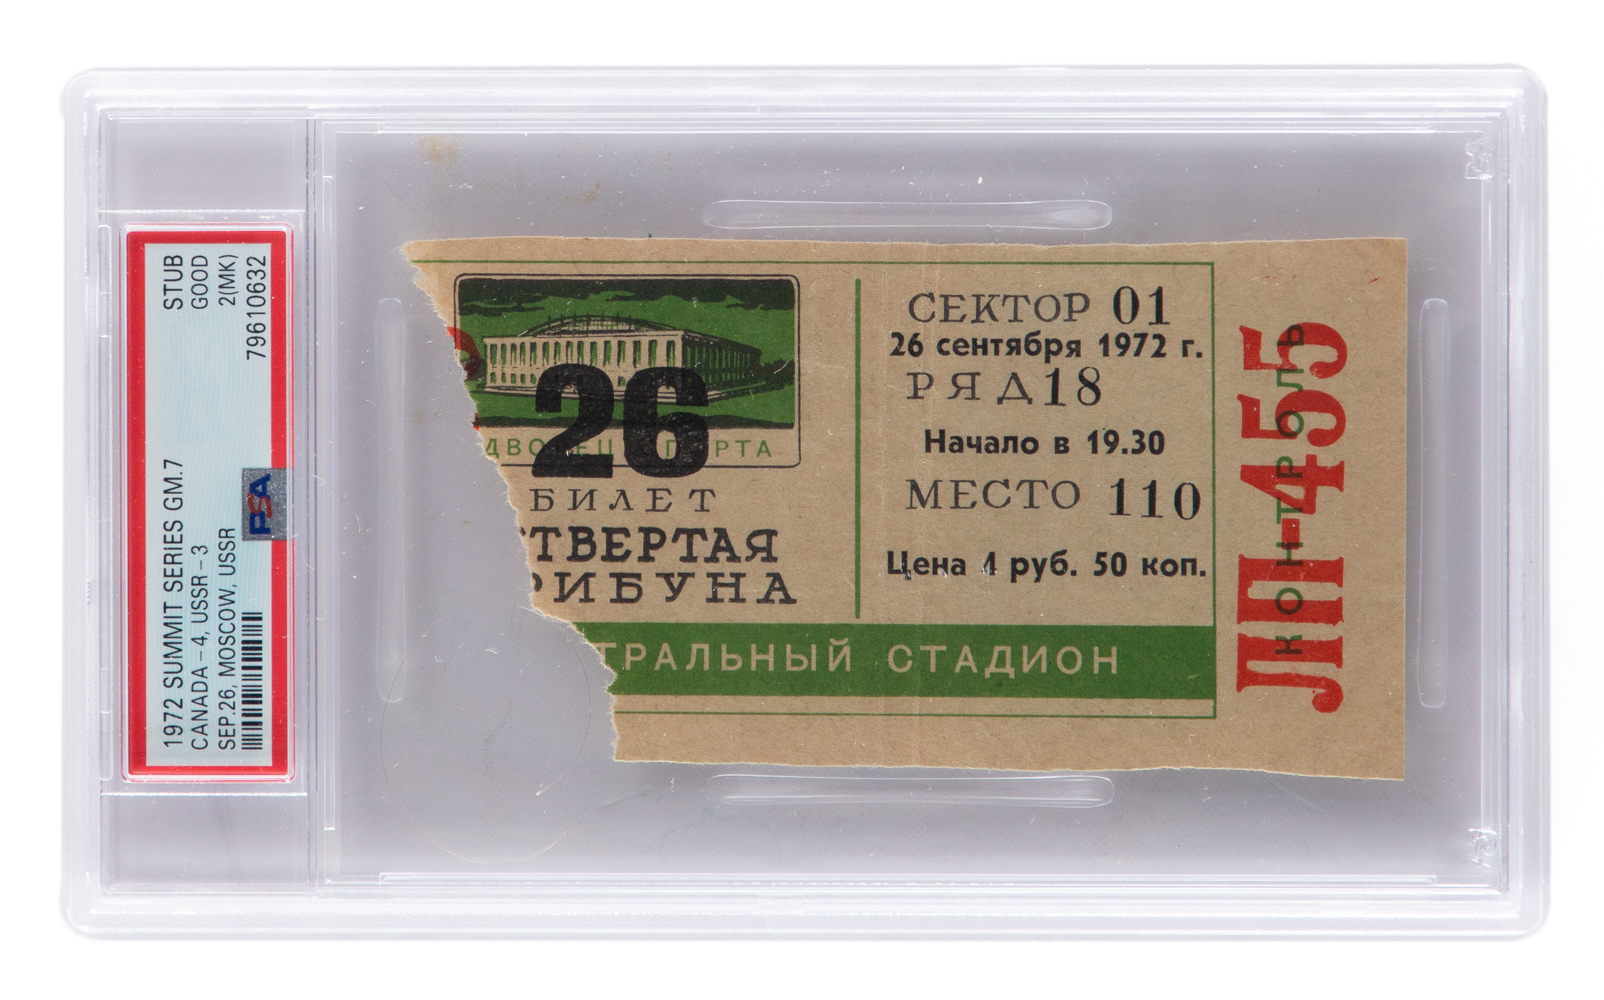 1972 SUMMIT SERIES GM.7
CANADA - 4, USSR - 3
SEP.26, MOSCOW, USSR
STUB
GOOD
2(MK)
79610632
PSA
26
БИЛЕТ
ТВЕРТАЯ
РИБУНА
ТРАЛЬНЫЙ СТАДИОН
СЕКТОР 01
26 сентября 1972 г.
РЯД 18
Начало в 19.30
МЕСТО 110
Цена 4 руб. 50 коп.
ЛП-455
КОНТРОЛЬ